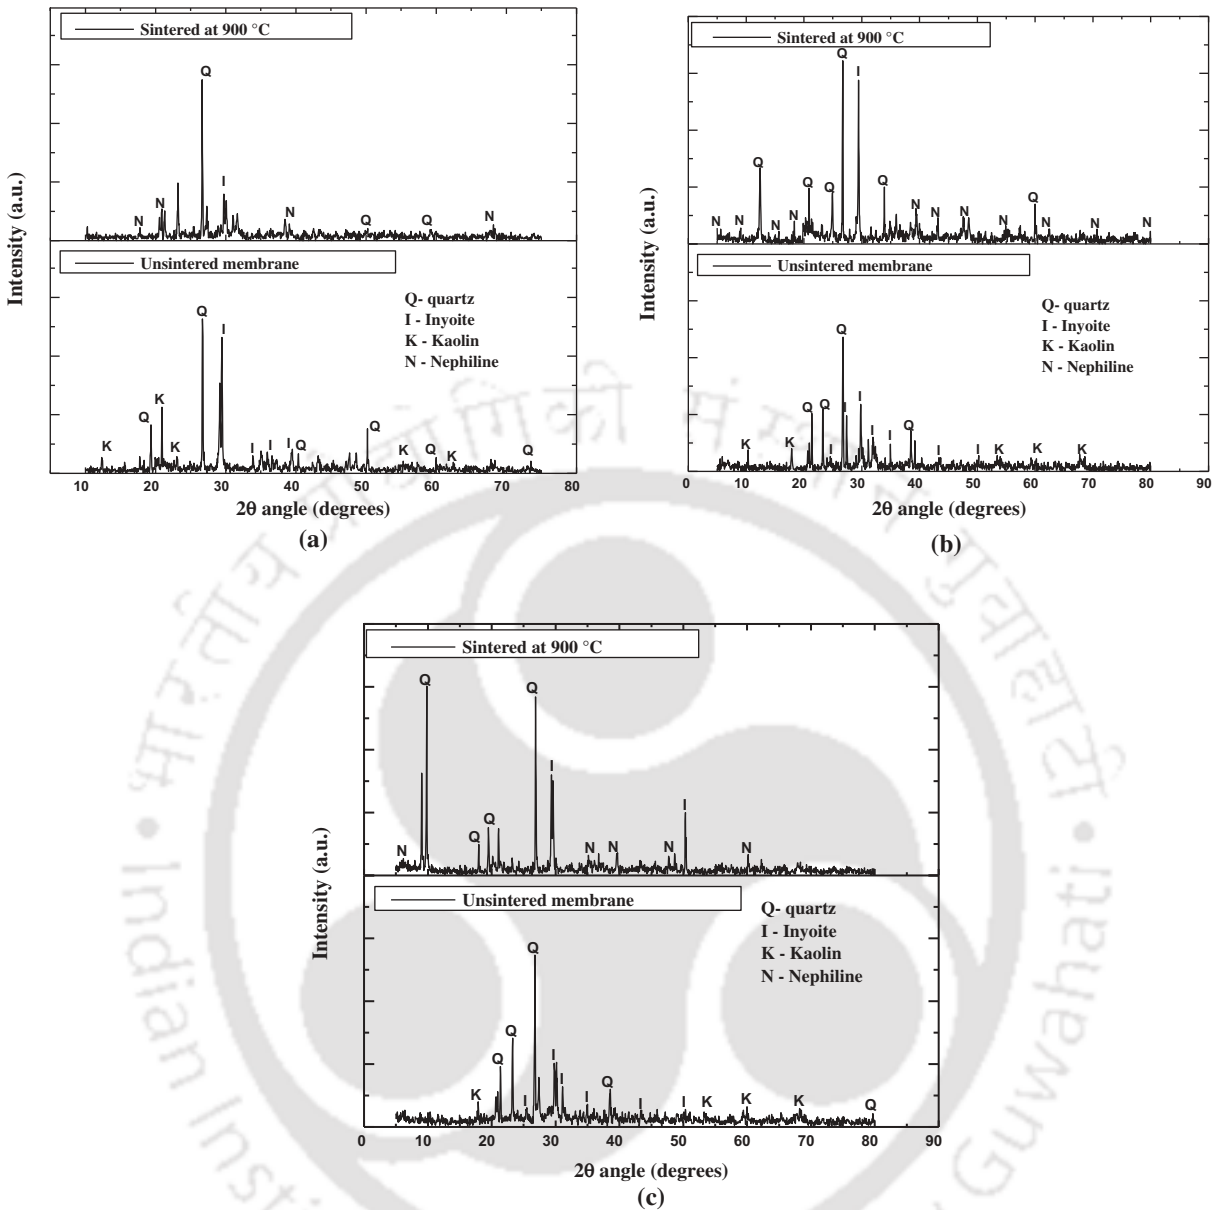 Sintered at 900 °C
Q
N
N
I
N
Q
Q
N
Unsintered membrane
Q- quartz
I - Inyoite
K - Kaolin
N - Nephiline
K
Q
K
K
Q
I
I
I
I
Q
Q
K
Q
K
Q
10 20 30 40 50 60 70 80
Intensity (a.u.)
2θ angle (degrees)
(a)
Sintered at 900 °C
N
N
Q
N
N
Q
Q
Q
I
Q
N
N
N
N
Q
N
N
N
Unsintered membrane
Q- quartz
I - Inyoite
K - Kaolin
N - Nephiline
K
K
Q
Q
I
Q
I
I
I
I
Q
I
I
K
K
K
0 10 20 30 40 50 60 70 80 90
Intensity (a.u.)
2θ angle (degrees)
(b)
Sintered at 900 °C
N
Q
Q
Q
Q
I
N
N
N
I
N
Unsintered membrane
Q- quartz
I - Inyoite
K - Kaolin
N - Nephiline
K
Q
Q
I
Q
I
I
I
Q
I
I
K
K
K
Q
0 10 20 30 40 50 60 70 80 90
Intensity (a.u.)
2θ angle (degrees)
(c)
भारतीय प्रौद्योगिकी संस्थान गुवाहाटी
Indian Guwahati